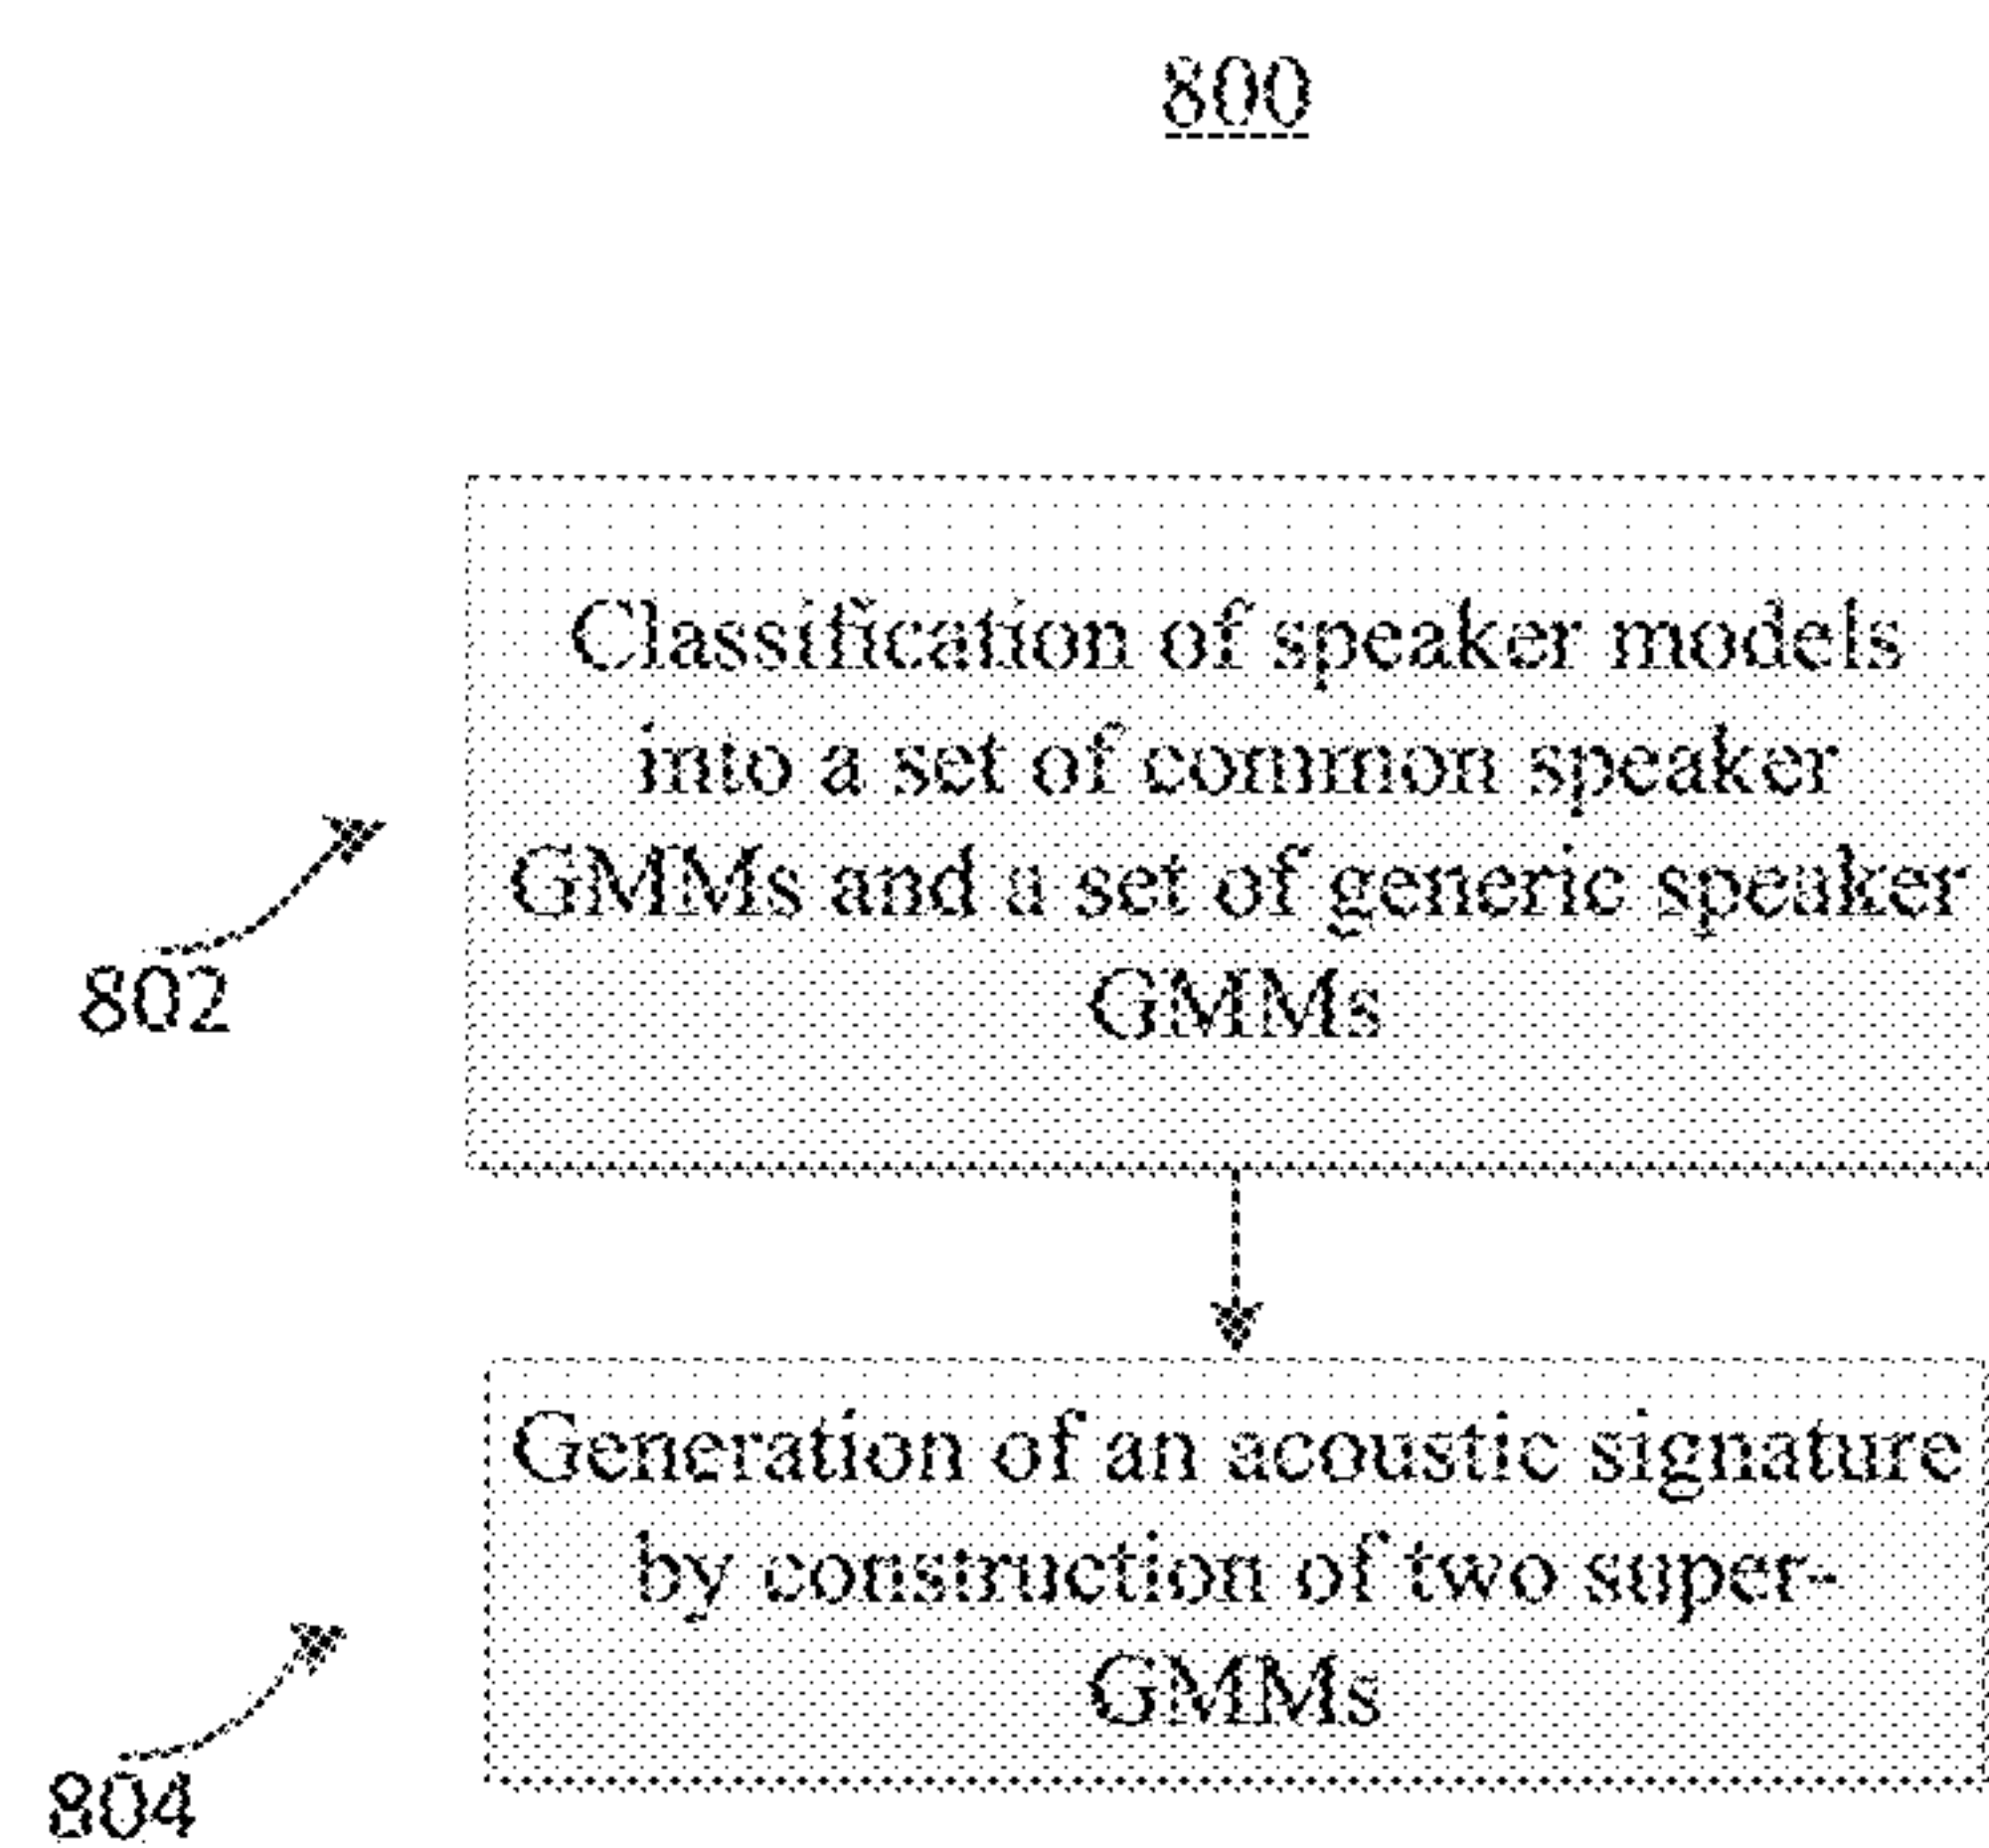 800
Classification of speaker models
into a set of common speaker
GMMs and a set of generic speaker
GMMs
802
Generation of an acoustic signature
by construction of two super-
GMMs
804